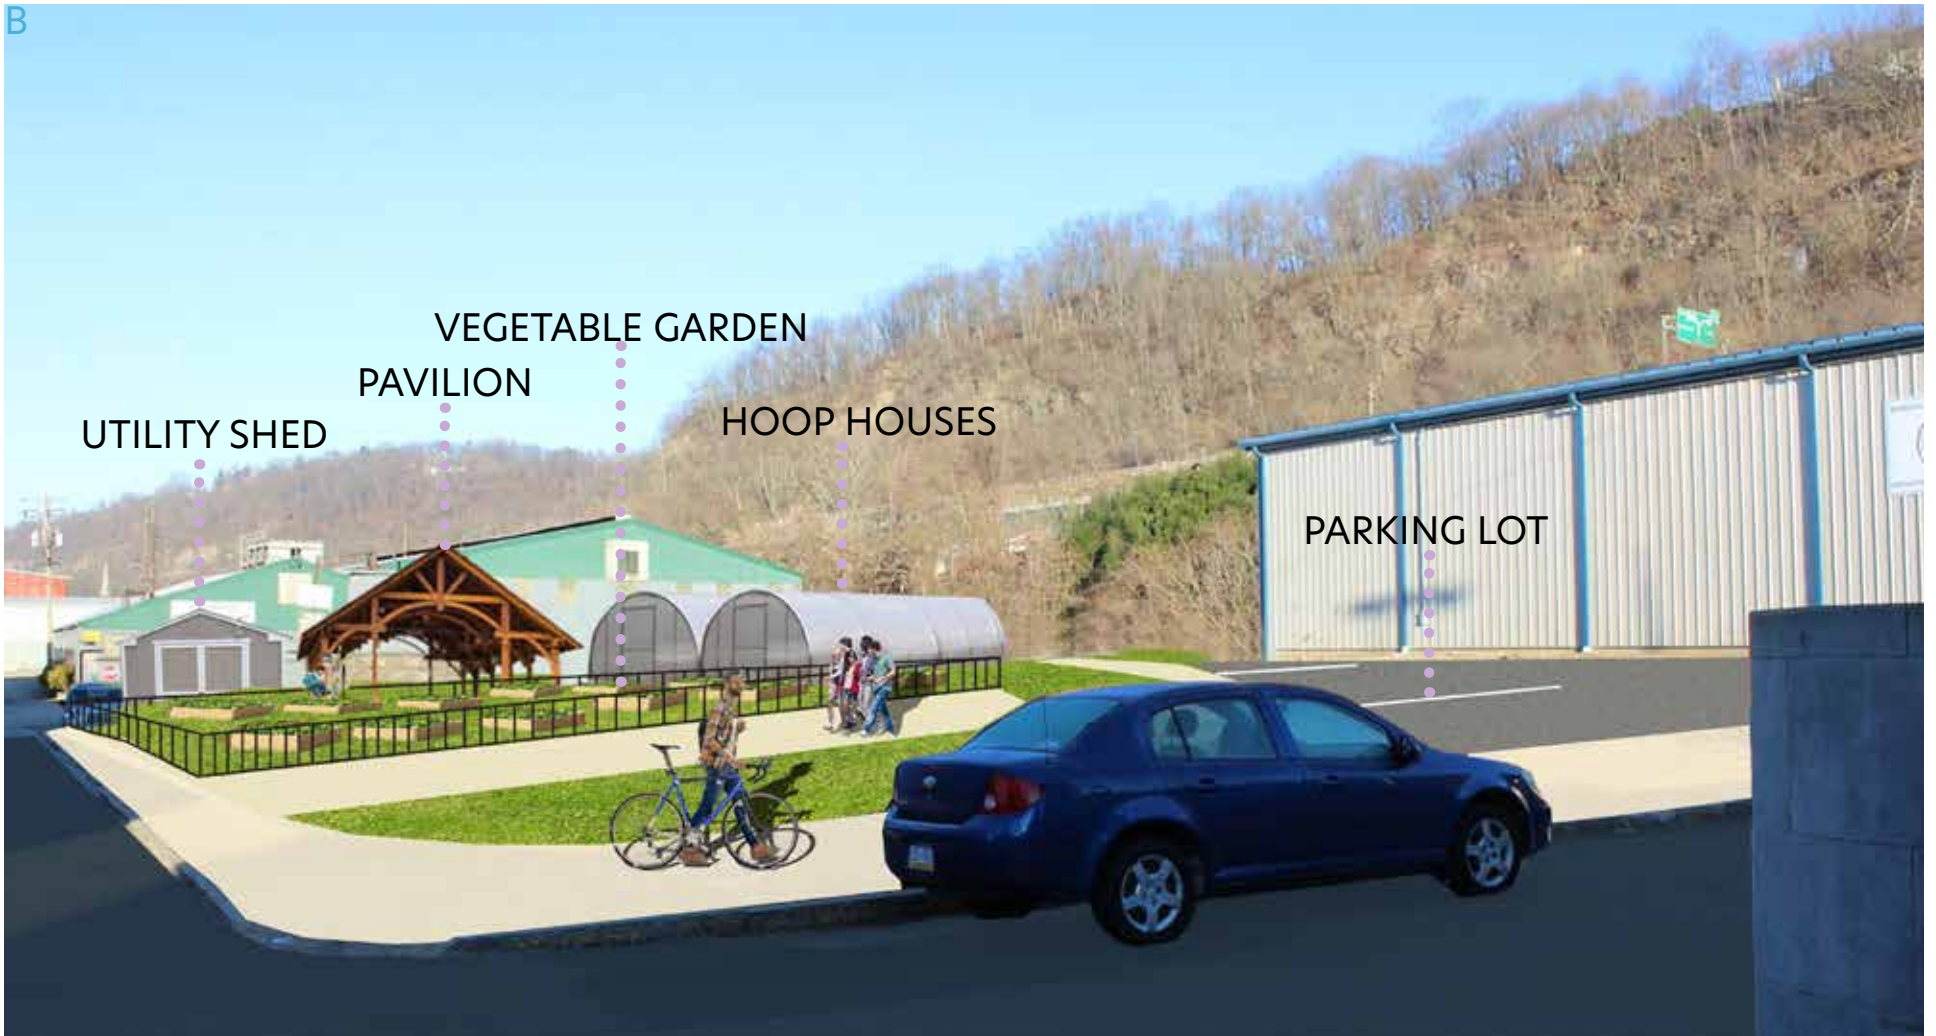 B
VEGETABLE GARDEN
PAVILION
HOOP HOUSES
UTILITY SHED
PARKING LOT